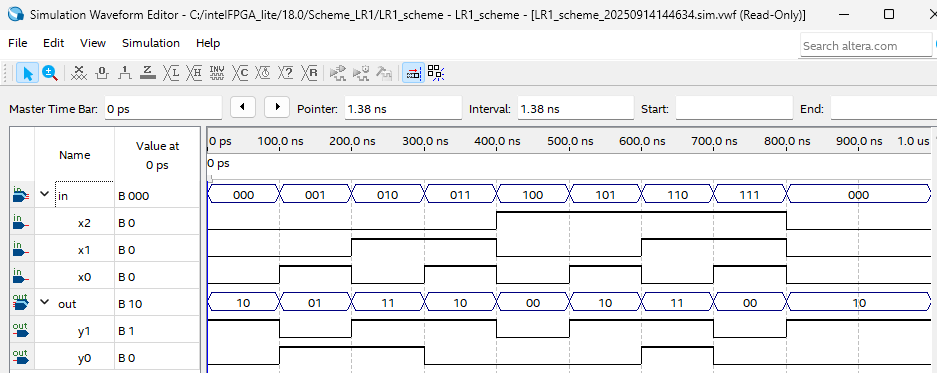 Simulation Waveform Editor - C:/intelFPGA_lite/18.0/Scheme_LR1/LR1_scheme - LR1_scheme - [LR1_scheme_20250914144634.sim.vwf (Read-Only)]
File Edit View Simulation Help
Search altera.com
Master Time Bar: 0 ps Pointer: 1.38 ns Interval: 1.38 ns Start: End:
Name Value at 0 ps
0 ps 100.0 ns 200.0 ns 300.0 ns 400.0 ns 500.0 ns 600.0 ns 700.0 ns 800.0 ns 900.0 ns 1.0 us
0 ps
in in B 000 000 001 010 011 100 101 110 111 000
in x2 B 0
in x1 B 0
in x0 B 0
out out B 10 10 01 11 10 00 10 11 00 10
out y1 B 1
out y0 B 0